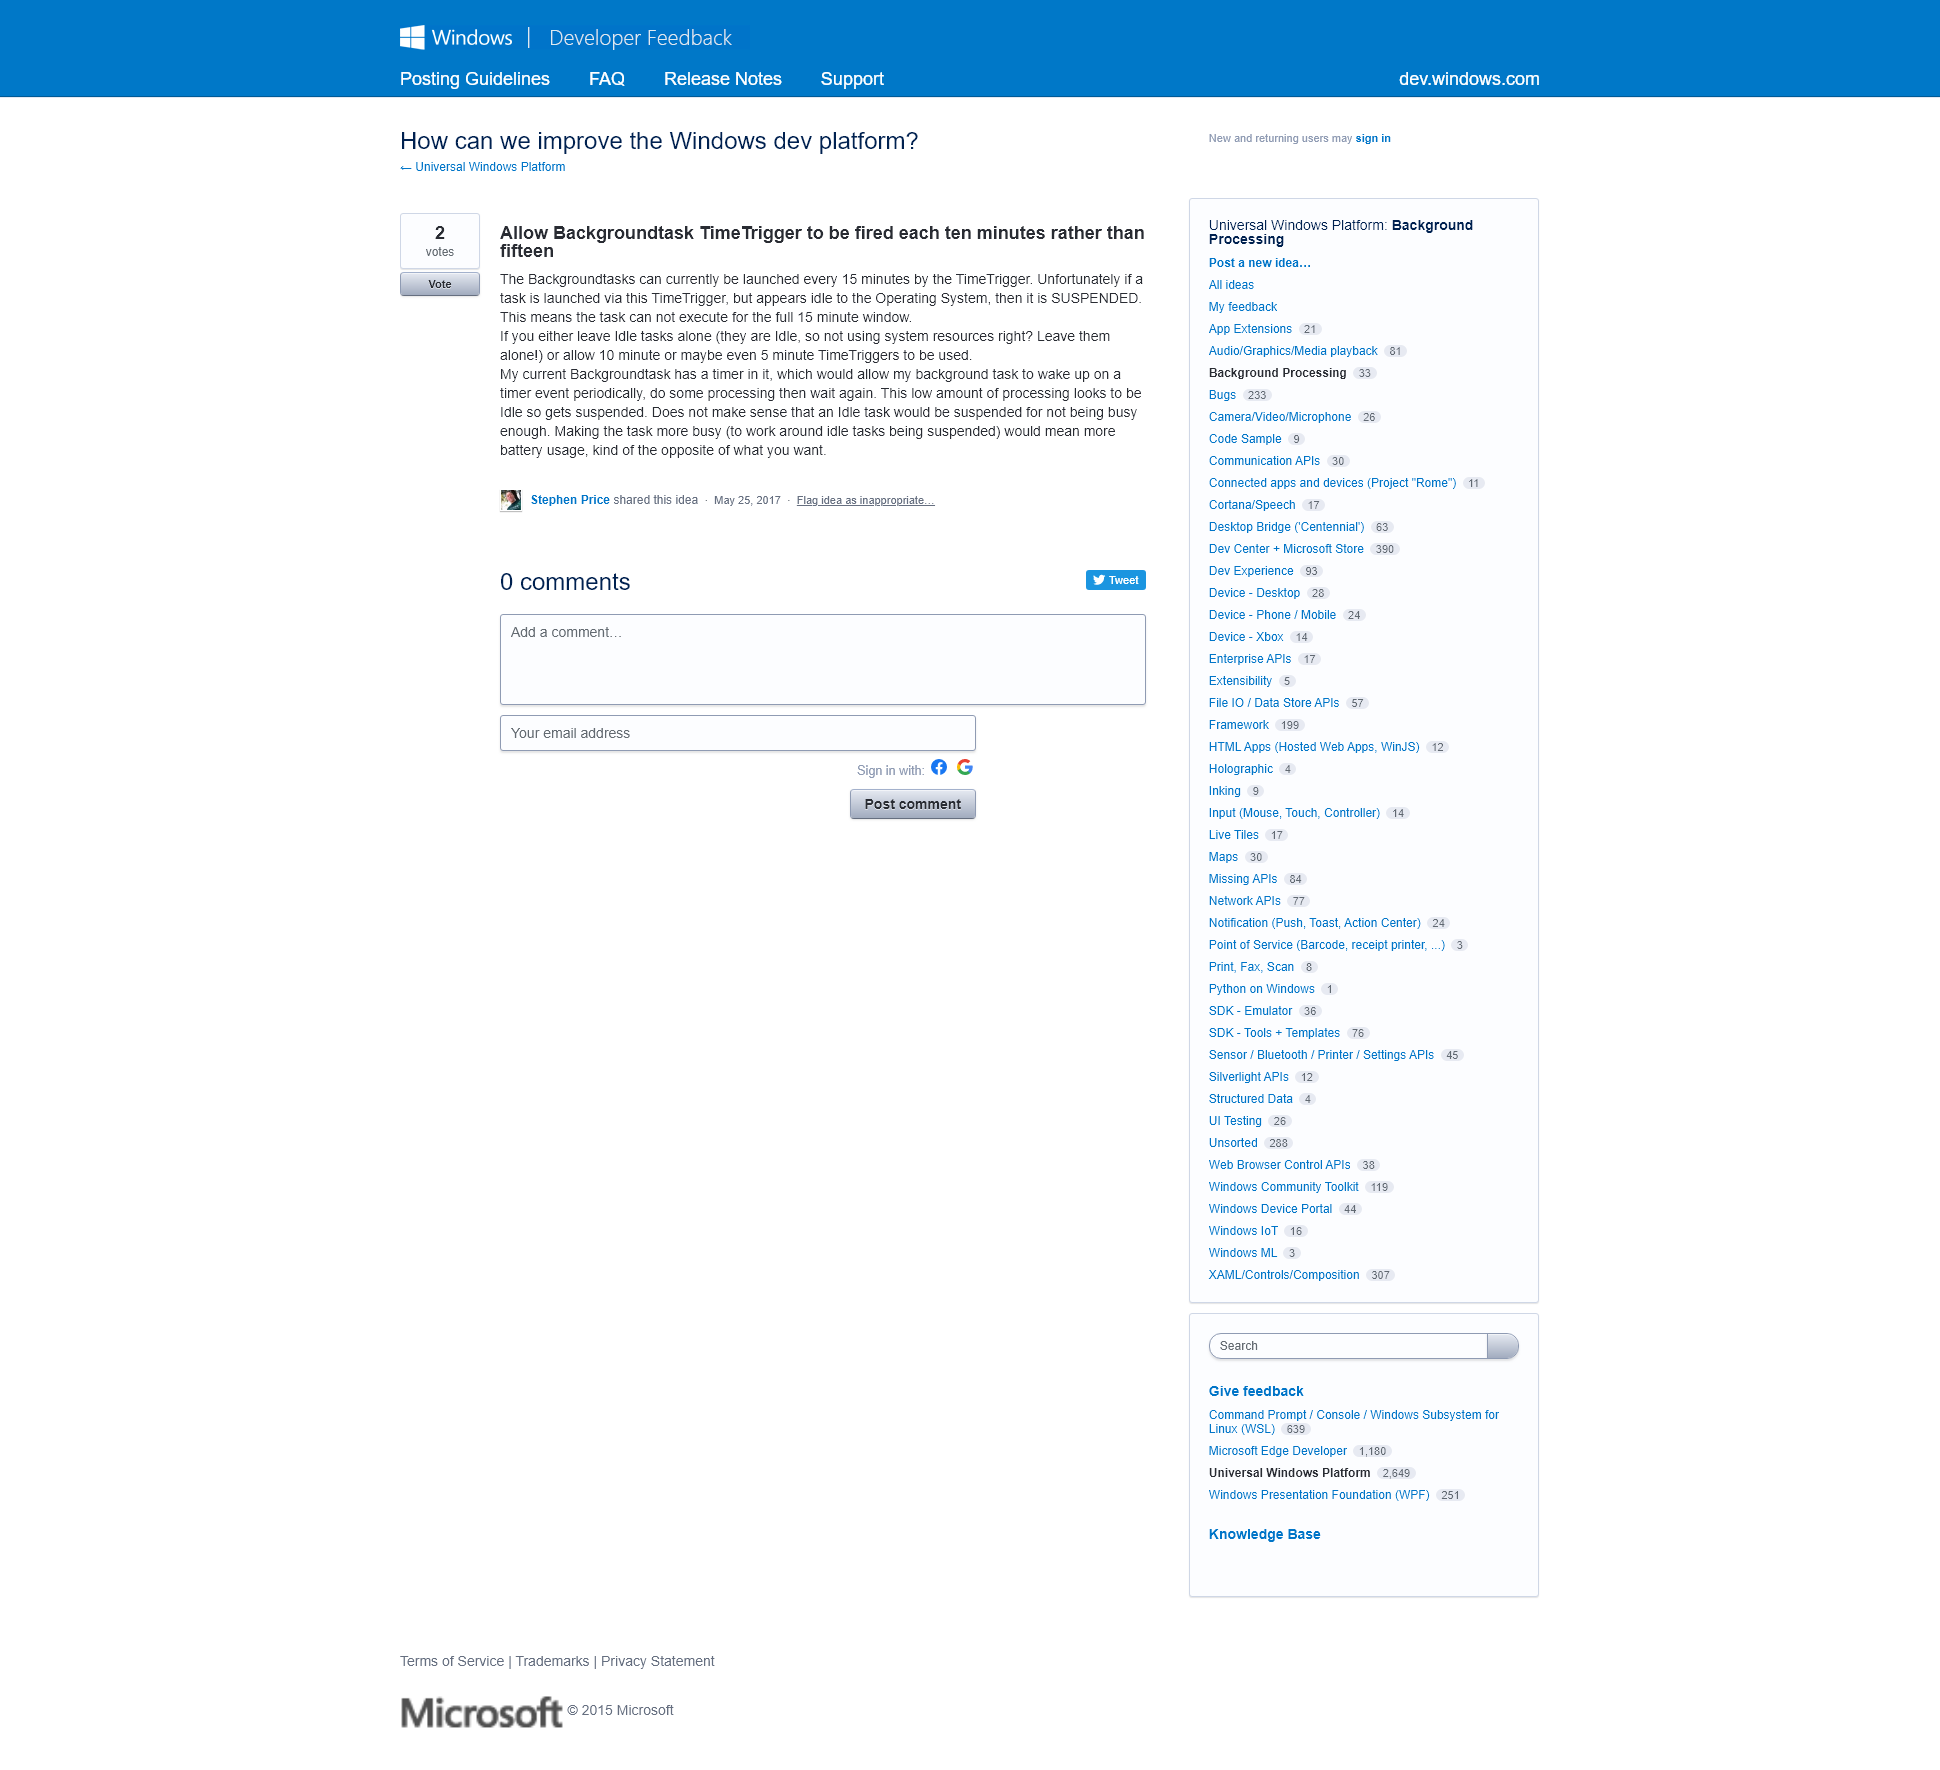 Windows | Developer Feedback
Posting Guidelines FAQ Release Notes Support dev.windows.com
How can we improve the Windows dev platform?
New and returning users may sign in
← Universal Windows Platform
2
votes
Vote
Allow Backgroundtask TimeTrigger to be fired each ten minutes rather than
fifteen
The Backgroundtasks can currently be launched every 15 minutes by the TimeTrigger. Unfortunately if a
task is launched via this TimeTrigger, but appears idle to the Operating System, then it is SUSPENDED.
This means the task can not execute for the full 15 minute window.
If you either leave Idle tasks alone (they are Idle, so not using system resources right? Leave them
alone!) or allow 10 minute or maybe even 5 minute TimeTriggers to be used.
My current Backgroundtask has a timer in it, which would allow my background task to wake up on a
timer event periodically, do some processing then wait again. This low amount of processing looks to be
Idle so gets suspended. Does not make sense that an Idle task would be suspended for not being busy
enough. Making the task more busy (to work around idle tasks being suspended) would mean more
battery usage, kind of the opposite of what you want.
Stephen Price shared this idea · May 25, 2017 · Flag idea as inappropriate…
0 comments
Tweet
Add a comment…
Your email address
Sign in with:
Post comment
Universal Windows Platform: Background
Processing
Post a new idea…
All ideas
My feedback
App Extensions 21
Audio/Graphics/Media playback 81
Background Processing 33
Bugs 233
Camera/Video/Microphone 26
Code Sample 9
Communication APIs 30
Connected apps and devices (Project "Rome") 11
Cortana/Speech 17
Desktop Bridge ('Centennial') 63
Dev Center + Microsoft Store 390
Dev Experience 93
Device - Desktop 28
Device - Phone / Mobile 24
Device - Xbox 14
Enterprise APIs 17
Extensibility 5
File IO / Data Store APIs 57
Framework 199
HTML Apps (Hosted Web Apps, WinJS) 12
Holographic 4
Inking 9
Input (Mouse, Touch, Controller) 14
Live Tiles 17
Maps 30
Missing APIs 84
Network APIs 77
Notification (Push, Toast, Action Center) 24
Point of Service (Barcode, receipt printer, ...) 3
Print, Fax, Scan 8
Python on Windows 1
SDK - Emulator 36
SDK - Tools + Templates 76
Sensor / Bluetooth / Printer / Settings APIs 45
Silverlight APIs 12
Structured Data 4
UI Testing 26
Unsorted 288
Web Browser Control APIs 38
Windows Community Toolkit 119
Windows Device Portal 44
Windows IoT 16
Windows ML 3
XAML/Controls/Composition 307
Search
Give feedback
Command Prompt / Console / Windows Subsystem for
Linux (WSL) 639
Microsoft Edge Developer 1,180
Universal Windows Platform 2,649
Windows Presentation Foundation (WPF) 251
Knowledge Base
Terms of Service | Trademarks | Privacy Statement
Microsoft © 2015 Microsoft